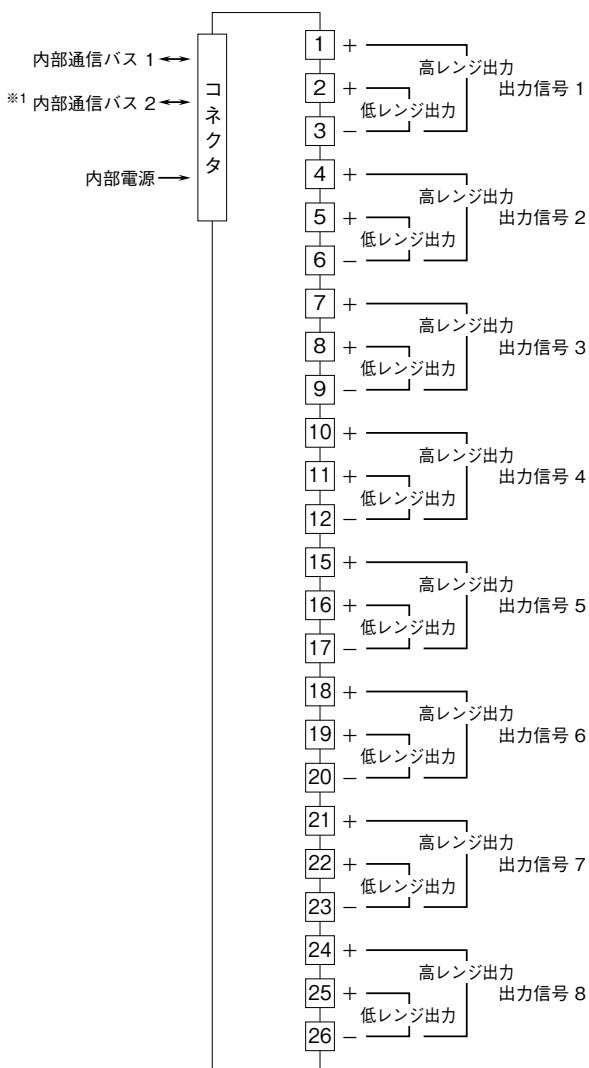 内部通信バス 1
※1 内部通信バス 2
内部電源
コネクタ
1 +
高レンジ出力
出力信号 1
2 +
低レンジ出力
3 −
4 +
高レンジ出力
出力信号 2
5 +
低レンジ出力
6 −
7 +
高レンジ出力
出力信号 3
8 +
低レンジ出力
9 −
10 +
高レンジ出力
出力信号 4
11 +
低レンジ出力
12 −
15 +
高レンジ出力
出力信号 5
16 +
低レンジ出力
17 −
18 +
高レンジ出力
出力信号 6
19 +
低レンジ出力
20 −
21 +
高レンジ出力
出力信号 7
22 +
低レンジ出力
23 −
24 +
高レンジ出力
出力信号 8
25 +
低レンジ出力
26 −